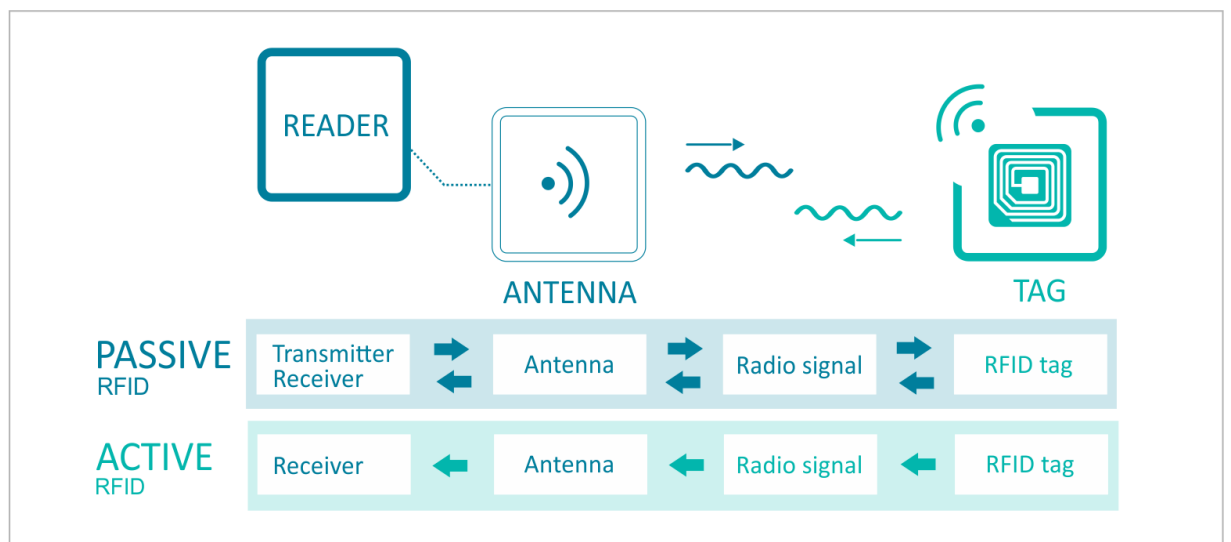 READER
ANTENNA
TAG
PASSIVE
RFID
Transmitter
Receiver
Antenna
Radio signal
RFID tag
ACTIVE
RFID
Receiver
Antenna
Radio signal
RFID tag